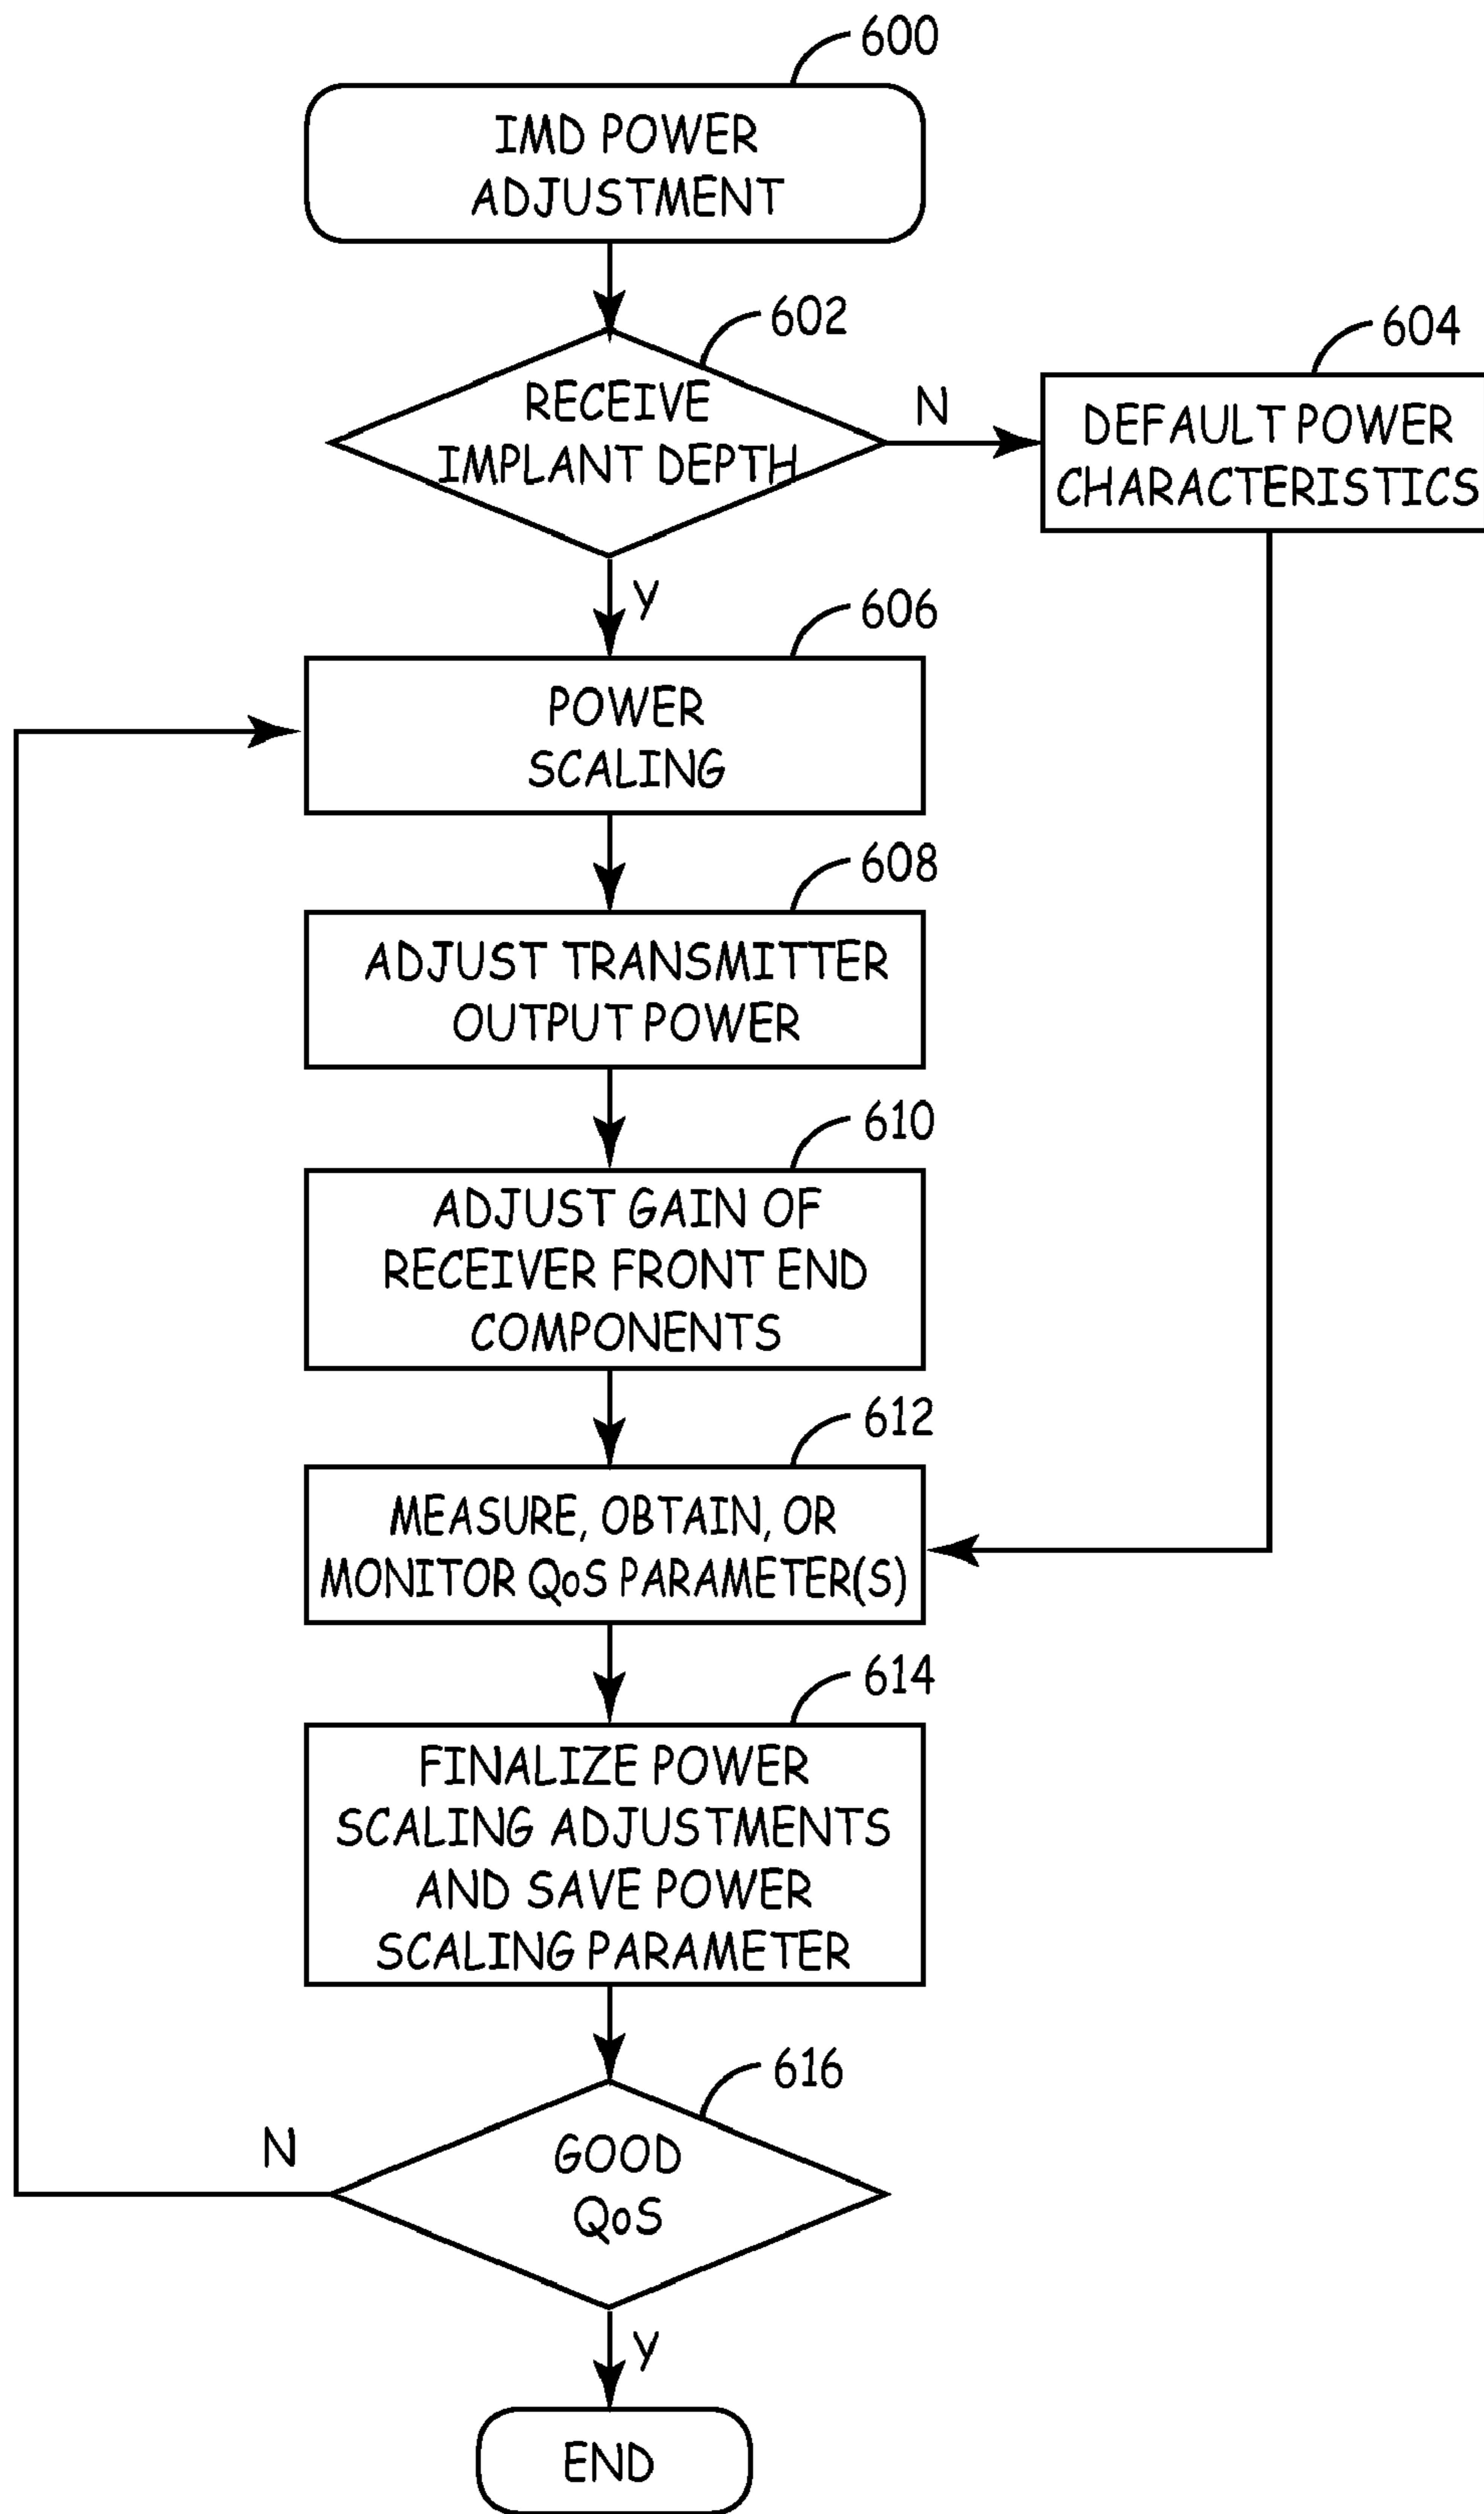 600
IMD POWER
ADJUSTMENT
602
RECEIVE
IMPLANT DEPTH
N
604
DEFAULT POWER
CHARACTERISTICS
Y
606
POWER
SCALING
608
ADJUST TRANSMITTER
OUTPUT POWER
610
ADJUST GAIN OF
RECEIVER FRONT END
COMPONENTS
612
MEASURE, OBTAIN, OR
MONITOR QoS PARAMETER(S)
614
FINALIZE POWER
SCALING ADJUSTMENTS
AND SAVE POWER
SCALING PARAMETER
616
GOOD
QoS
N
Y
END